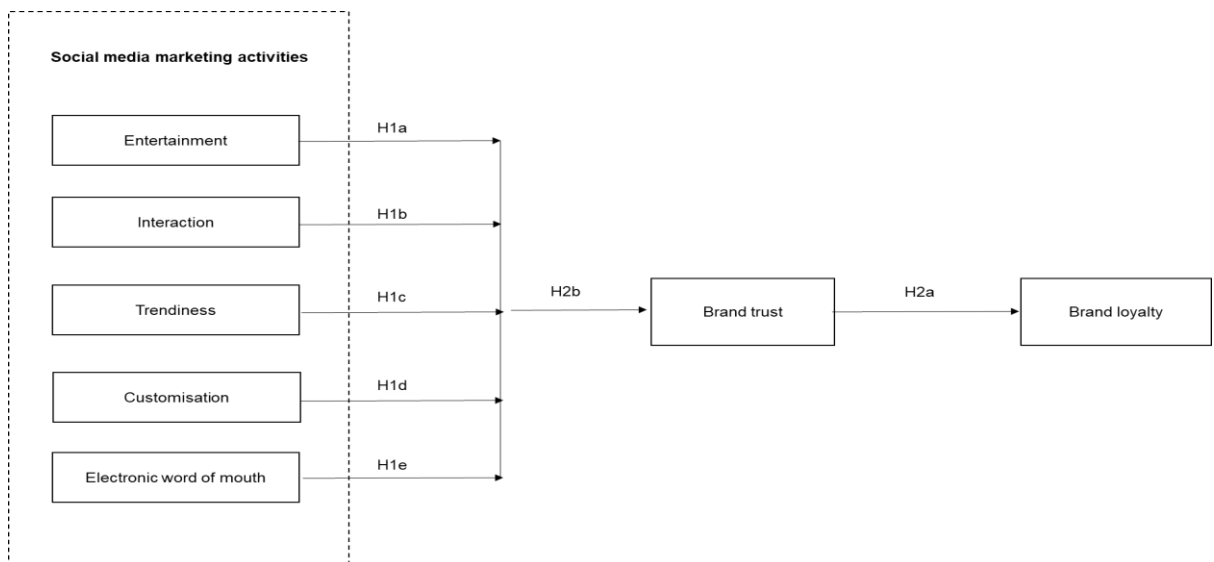 Social media marketing activities
Entertainment
H1a
Interaction
H1b
Trendiness
H1c
H2b
Brand trust
H2a
Brand loyalty
Customisation
H1d
Electronic word of mouth
H1e